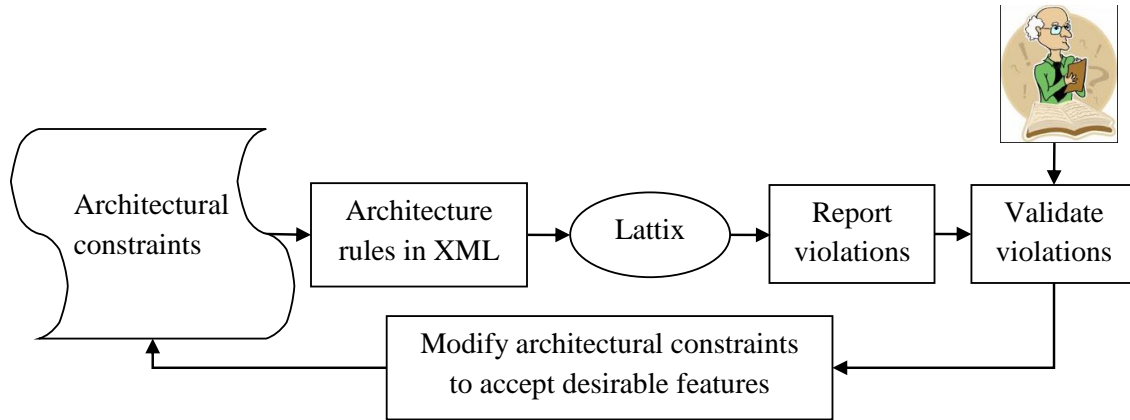 Architectural
constraints
Architecture
rules in XML
Lattix
Report
violations
Validate
violations
Modify architectural constraints
to accept desirable features